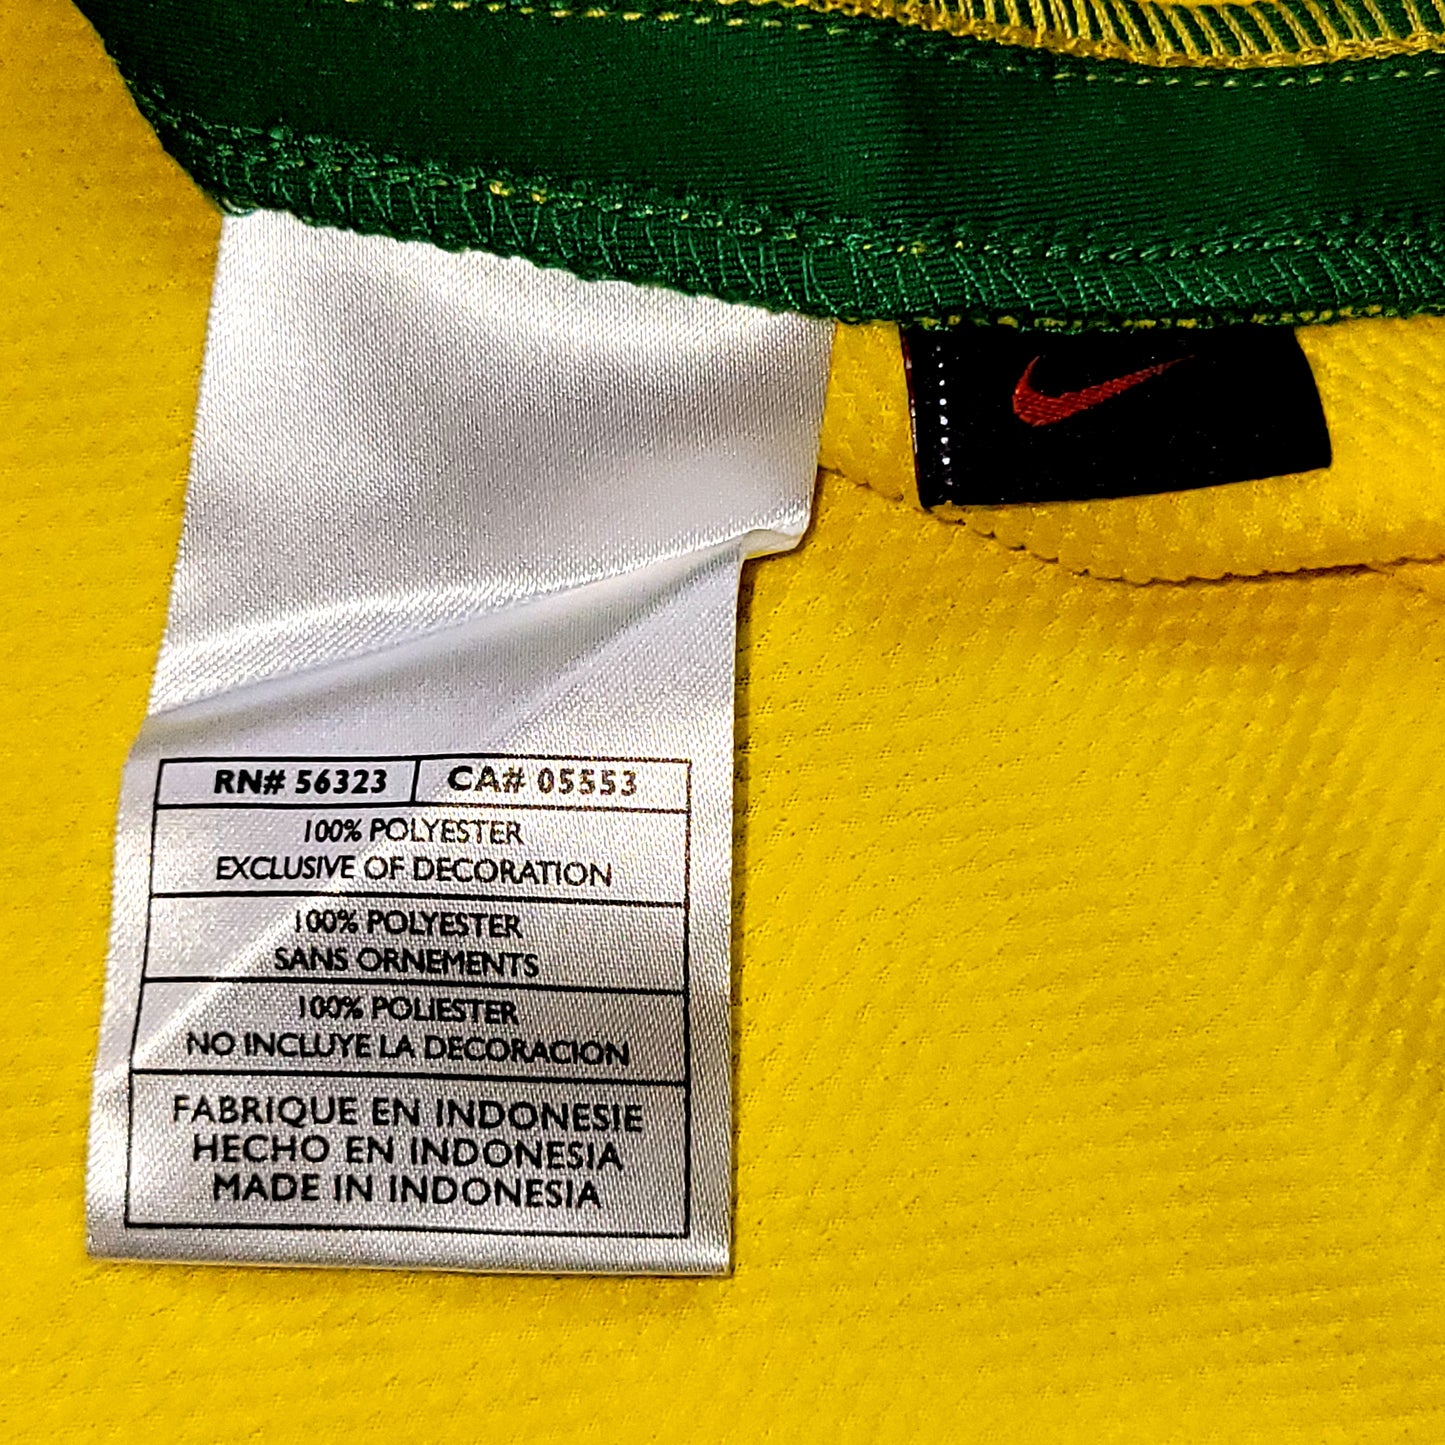 RN# 56323 CA# 05553
100% POLYESTER
EXCLUSIVE OF DECORATION
100% POLYESTER
SANS ORNEMENTS
100% POLIESTER
NO INCLUYE LA DECORACION
FABRIQUE EN INDONESIE
HECHO EN INDONESIA
MADE IN INDONESIA